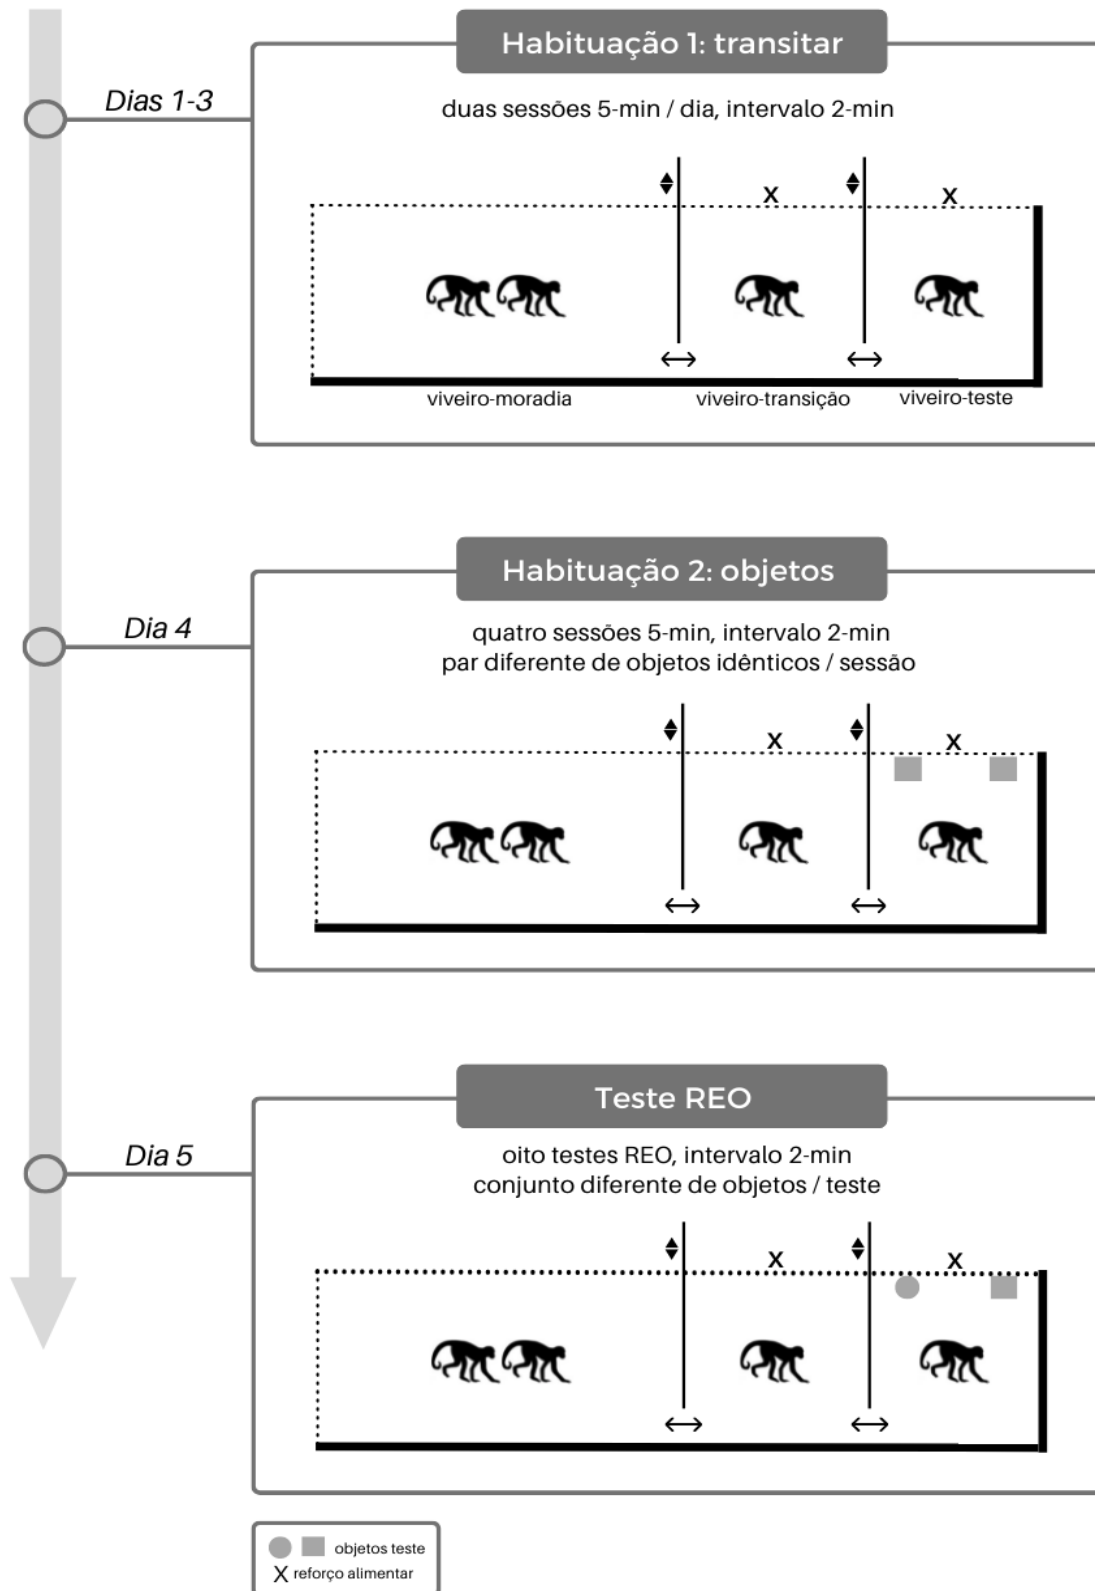 Habituação 1: transitar
Dias 1-3
duas sessões 5-min / dia, intervalo 2-min
x x
viveiro-moradia viveiro-transição viveiro-teste
Habituação 2: objetos
Dia 4
quatro sessões 5-min, intervalo 2-min
par diferente de objetos idênticos / sessão
x x
Teste REO
Dia 5
oito testes REO, intervalo 2-min
conjunto diferente de objetos / teste
x x
objetos teste
X reforço alimentar